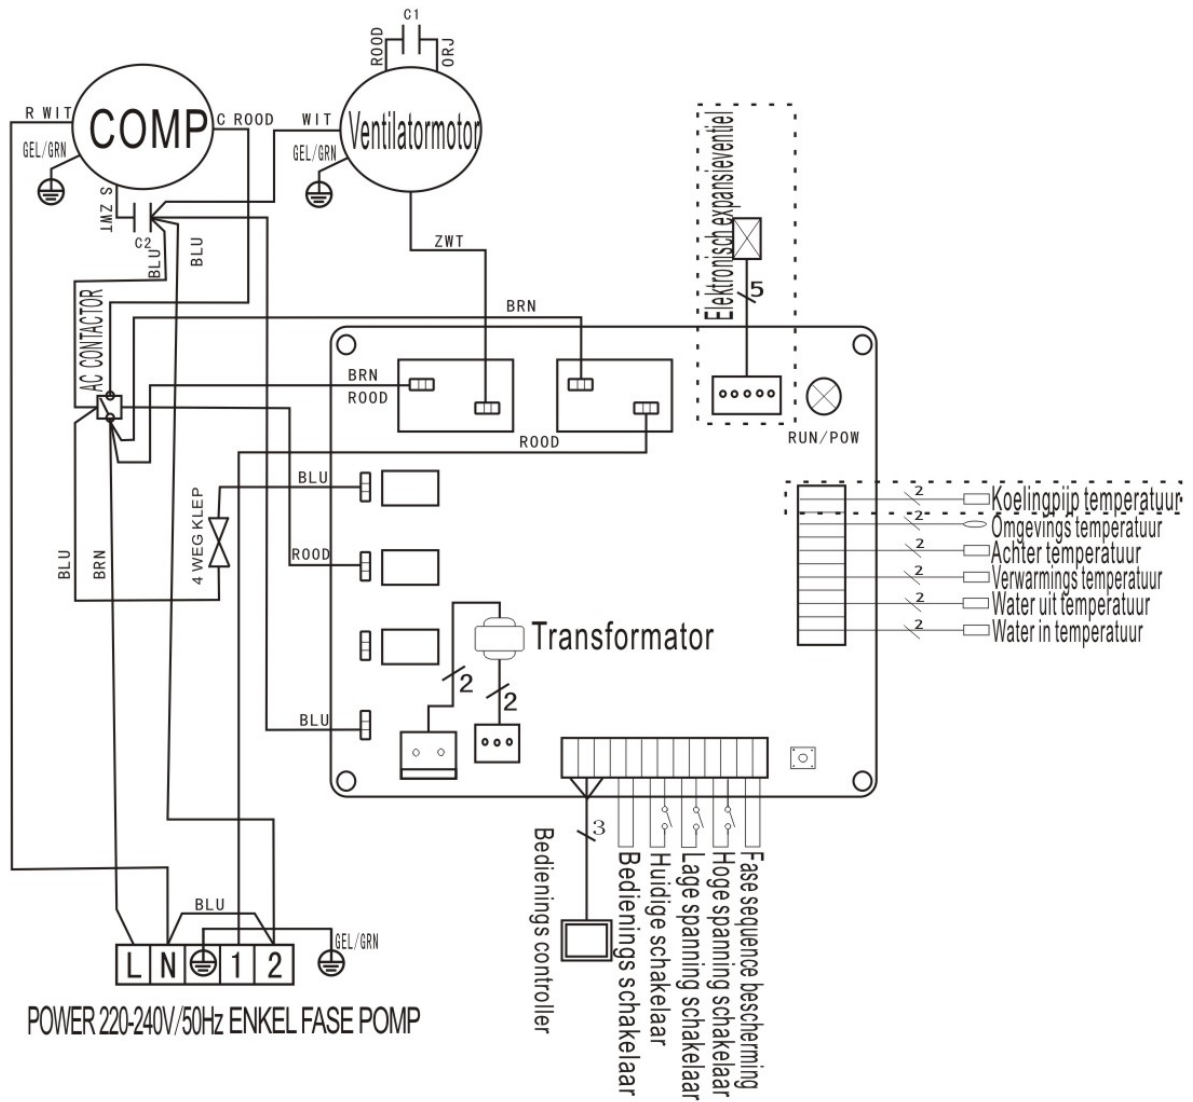 C1
ROOD
ORJ
COMP
Ventilatormotor
R WIT
C ROOD
WIT
GEL/GRN
GEL/GRN
S ZWT
C2
BLU
BLU
ZWT
AC CONTACTOR
BRN
BRN
ROOD
ROOD
Elektronisch expansieventiel
5
RUN/POW
BLU
4 WEG KLEP
ROOD
BLU
BRN
BLU
Transformator
2
2
2
Koelingpijp temperatuur
2
Omgevings temperatuur
2
Achter temperatuur
2
Verwarmings temperatuur
2
Water uit temperatuur
2
Water in temperatuur
3
Bedienings controller
Bedienings schakelaar
Huidige schakelaar
Lage spanning schakelaar
Hoge spanning schakelaar
Fase sequence bescherming
BLU
GEL/GRN
L N 1 2
POWER 220-240V/50Hz ENKEL FASE POMP